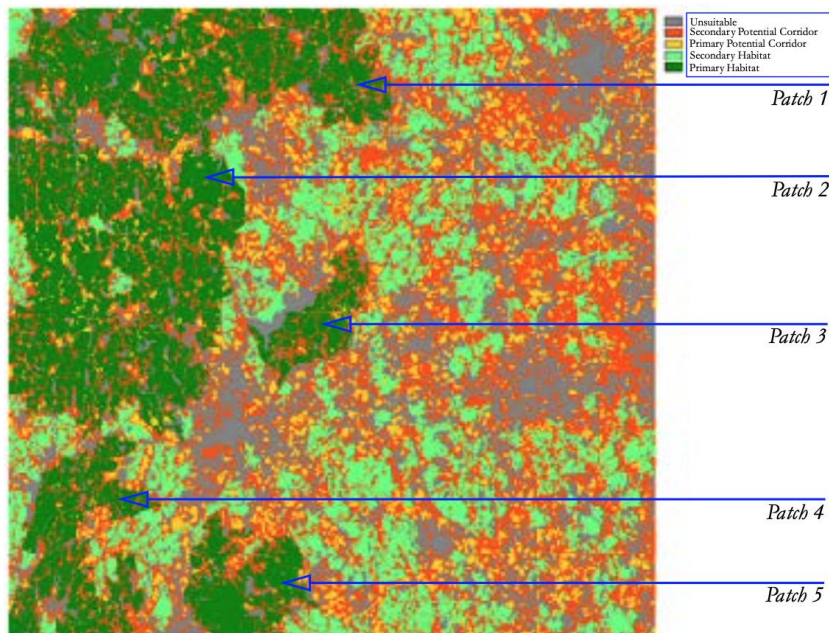 Unsuitable
Secondary Potential Corridor
Primary Potential Corridor
Secondary Habitat
Primary Habitat
Patch 1
Patch 2
Patch 3
Patch 4
Patch 5